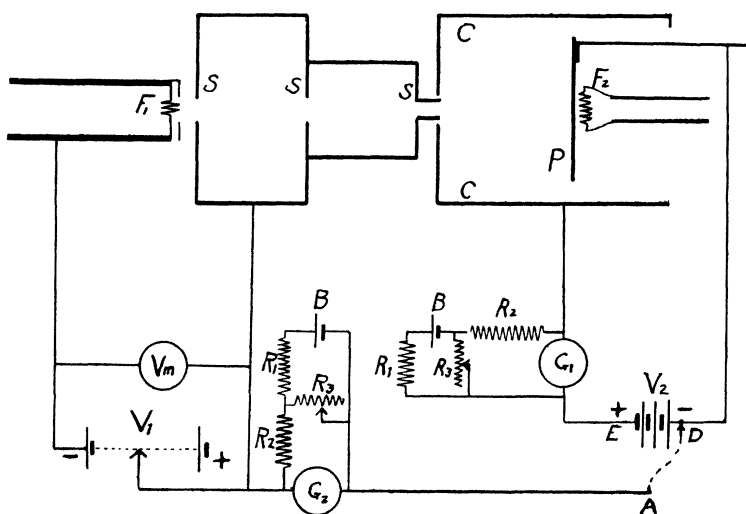 C
S
S
S
F1
F2
P
C
B
B
R2
R1
R3
R1
R3
G1
Vm
V2
+ -
E D
V1
R2
- +
G2
A